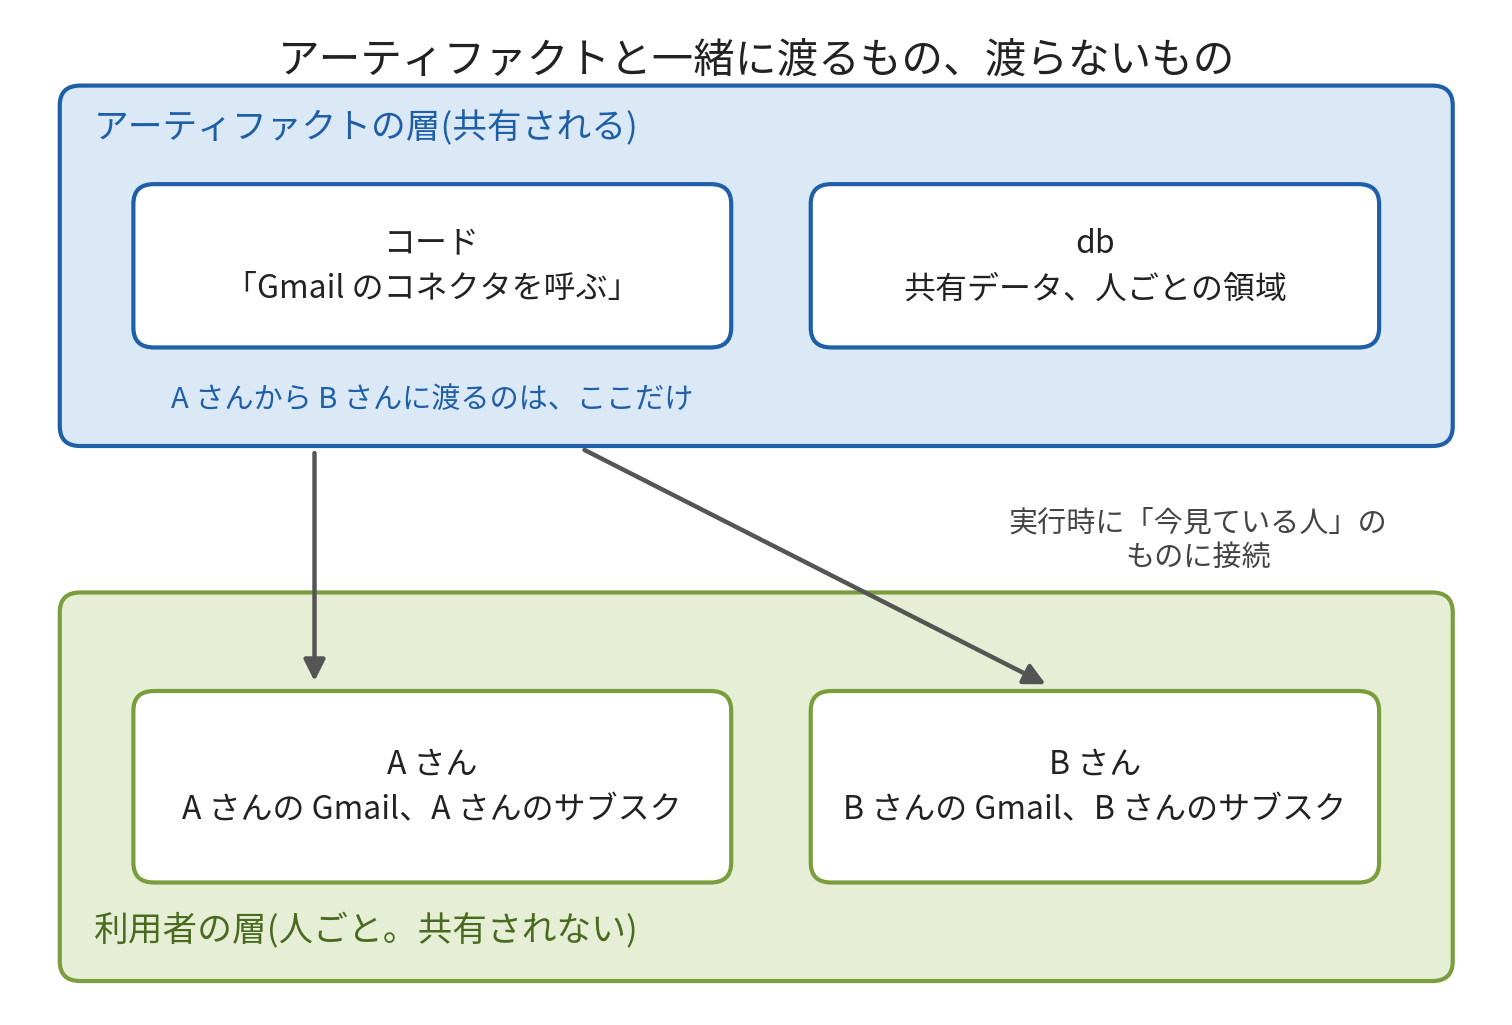 アーティファクトと一緒に渡るもの、渡らないもの
アーティファクトの層(共有される)
コード
「Gmail のコネクタを呼ぶ」
db
共有データ、人ごとの領域
A さんから B さんに渡るのは、ここだけ
実行時に「今見ている人」の
ものに接続
A さん
A さんの Gmail、A さんのサブスク
B さん
B さんの Gmail、B さんのサブスク
利用者の層(人ごと。共有されない)